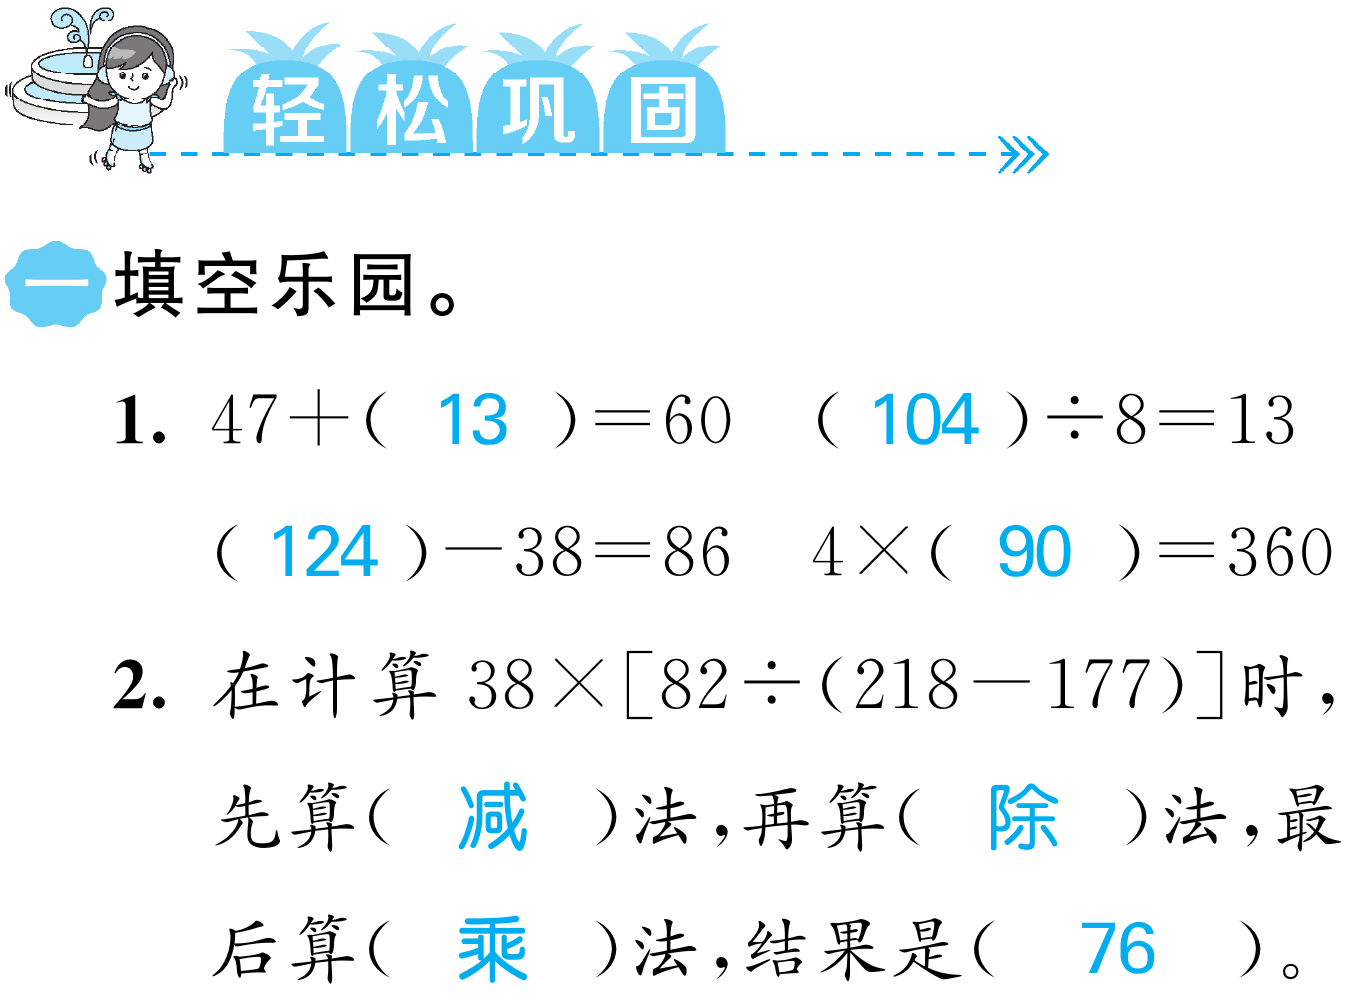 轻松巩固
一 填空乐园。
1. 47＋( 13 )＝60 ( 104 )÷8＝13
( 124 )－38＝86 4×( 90 )＝360
2. 在计算 38×[82÷(218－177)]时，
先算( 减 )法，再算( 除 )法，最
后算( 乘 )法，结果是( 76 )。